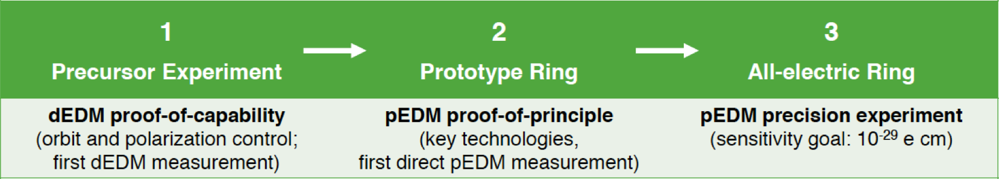 1
Precursor Experiment
dEDM proof-of-capability
(orbit and polarization control;
first dEDM measurement)
2
Prototype Ring
pEDM proof-of-principle
(key technologies,
first direct pEDM measurement)
3
All-electric Ring
pEDM precision experiment
(sensitivity goal: 10⁻²⁹ e cm)